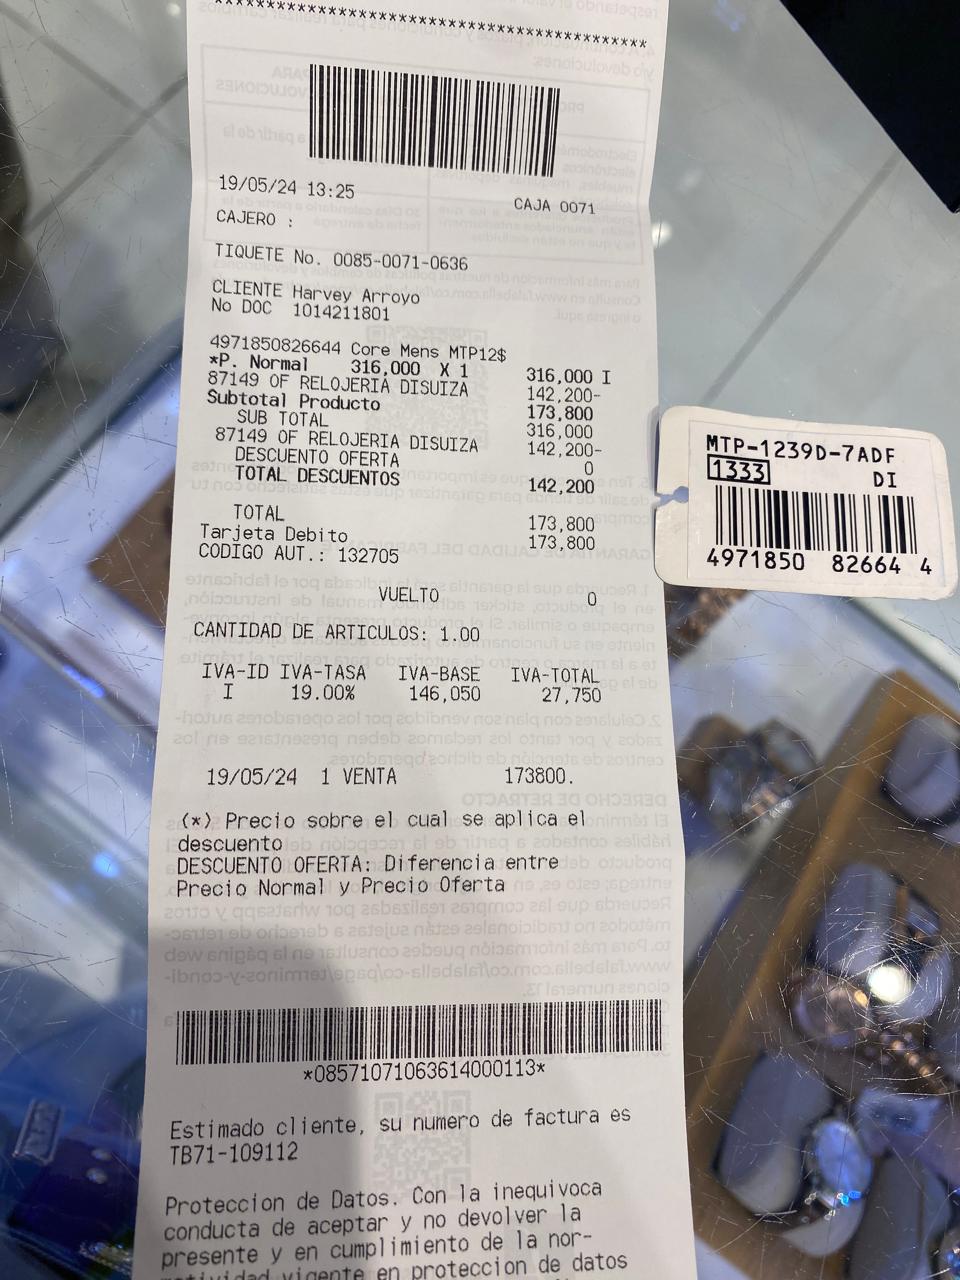 ****************************************
19/05/24 13:25 CAJA 0071
CAJERO :
TIQUETE No. 0085-0071-0636
CLIENTE Harvey Arroyo
No DOC 1014211801
4971850826644 Core Mens MTP12$
*P. Normal 316,000 X 1 316,000 I
87149 OF RELOJERIA DISUIZA 142,200-
Subtotal Producto 173,800
SUB TOTAL 316,000
87149 OF RELOJERIA DISUIZA 142,200-
DESCUENTO OFERTA 0
TOTAL DESCUENTOS 142,200
TOTAL 173,800
Tarjeta Debito 173,800
CODIGO AUT.: 132705
VUELTO 0
CANTIDAD DE ARTICULOS: 1.00
IVA-ID IVA-TASA IVA-BASE IVA-TOTAL
I 19.00% 146,050 27,750
19/05/24 1 VENTA 173800.
(*) Precio sobre el cual se aplica el
descuento
DESCUENTO OFERTA: Diferencia entre
Precio Normal y Precio Oferta
*08571071063614000113*
Estimado cliente, su numero de factura es
TB71-109112
Proteccion de Datos. Con la inequivoca
conducta de aceptar y no devolver la
presente y en cumplimiento de la nor-
matividad vigente en proteccion de datos
MTP-1239D-7ADF
1333 DI
4971850 82664 4